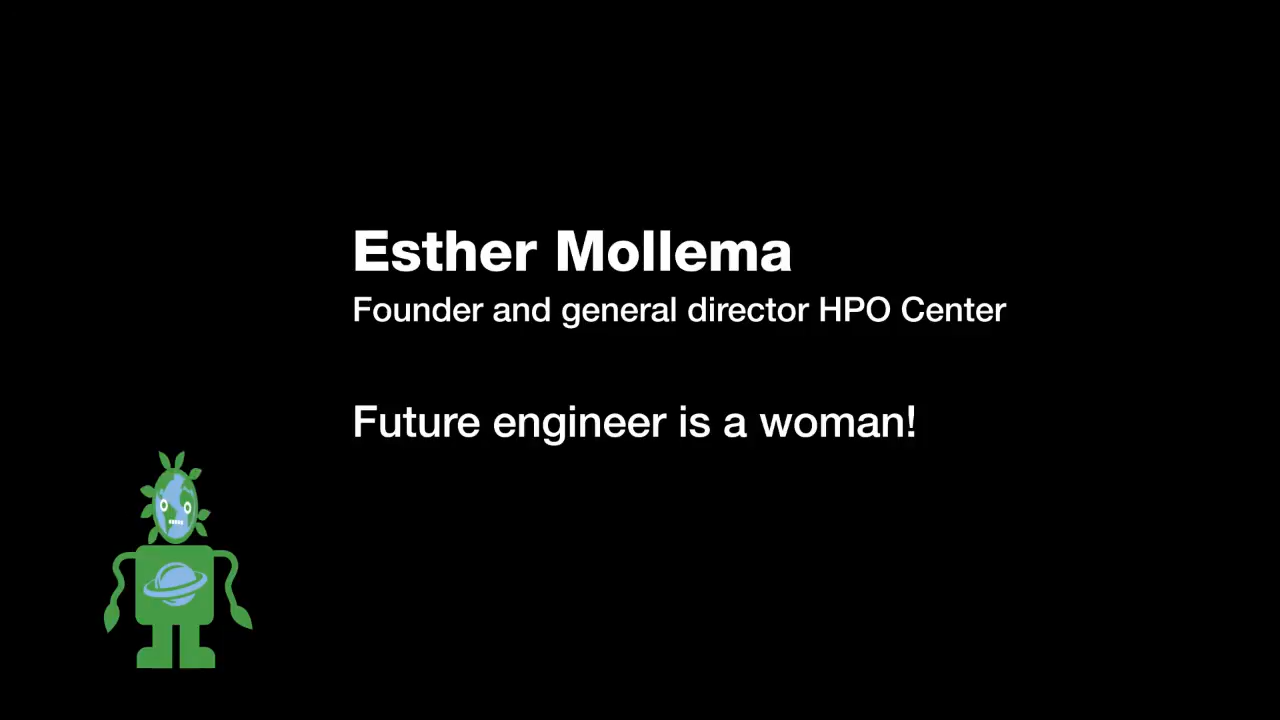 Esther Mollema
Founder and general director HPO Center
Future engineer is a woman!